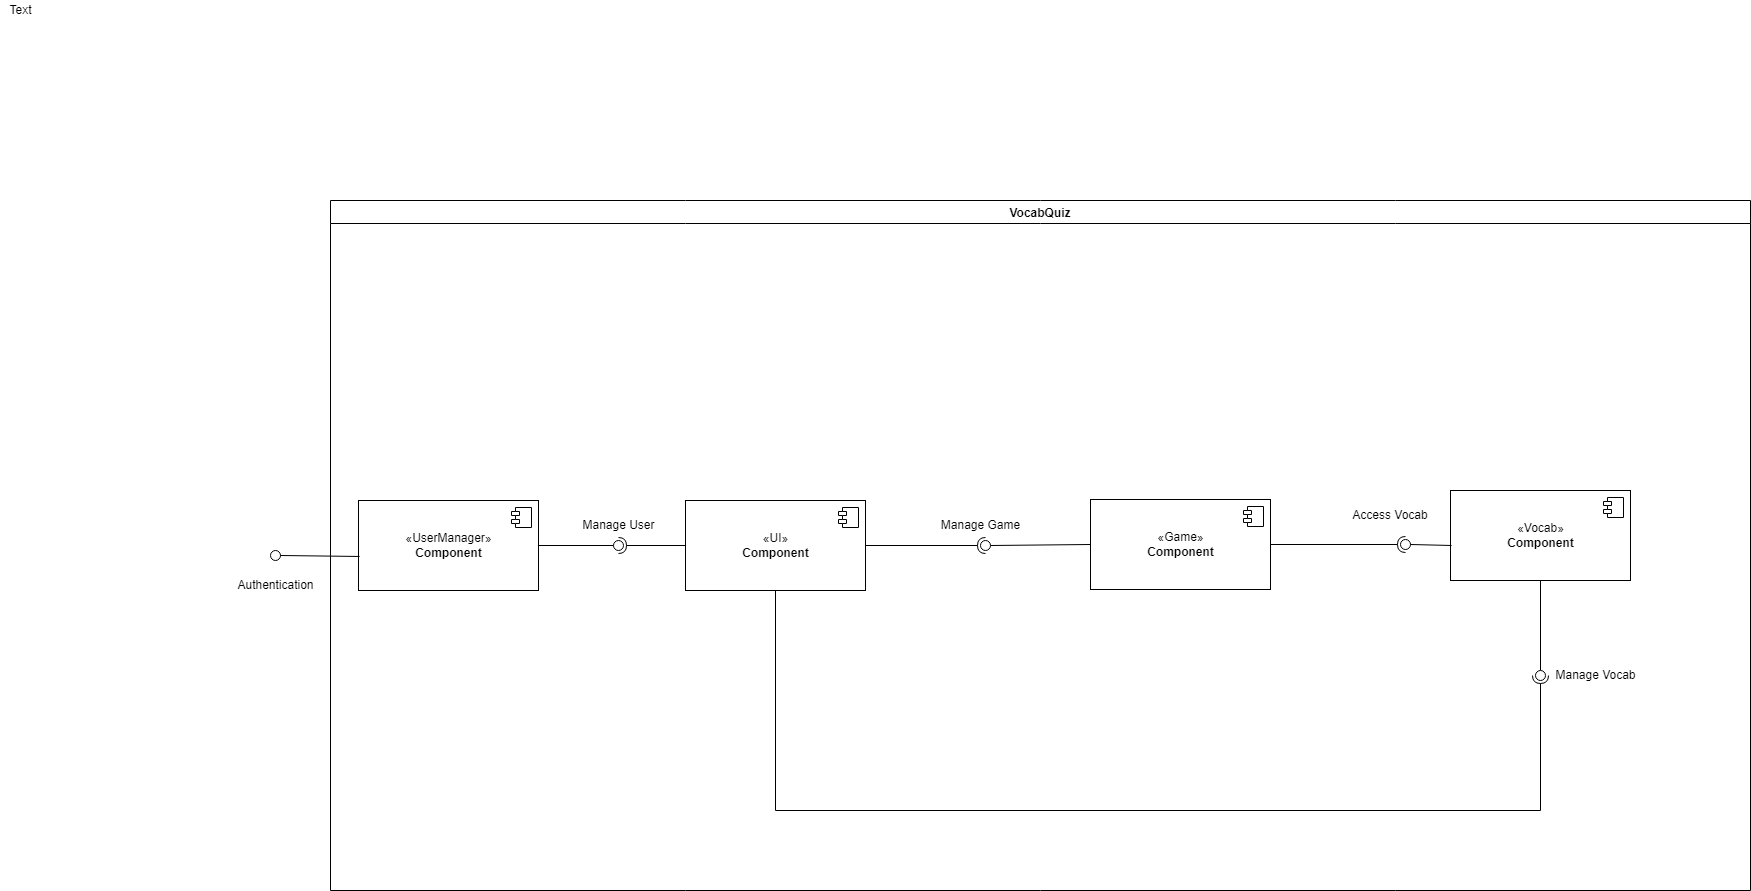 Text
VocabQuiz
Authentication
«UserManager»
Component
Manage User
«UI»
Component
Manage Game
«Game»
Component
Access Vocab
«Vocab»
Component
Manage Vocab